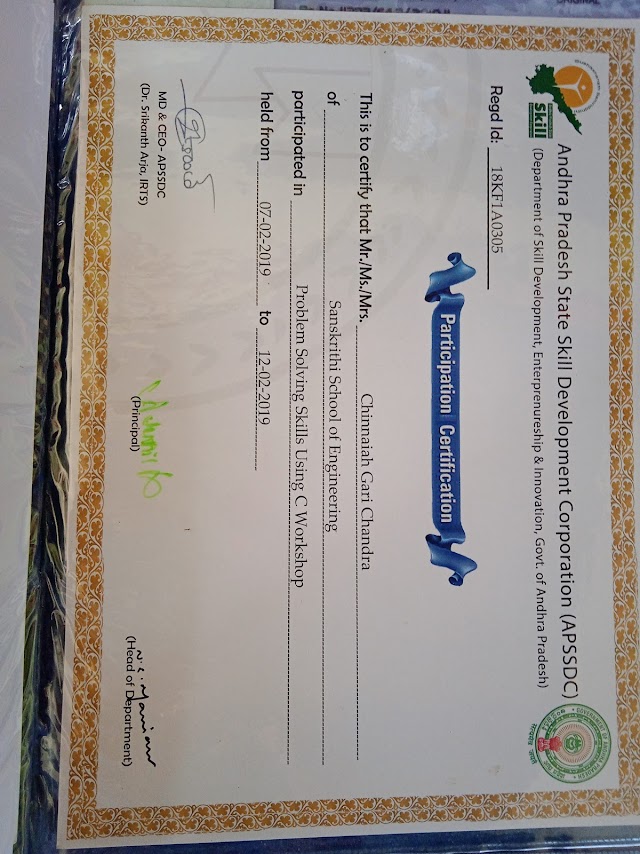 ORIGINAL
Skill
Andhra Pradesh State Skill Development Corporation (APSSDC)
(Department of Skill Development, Enterprenureship & Innovation, Govt. of Andhra Pradesh)
Regd Id: 18KF1A0305
Participation Certification
This is to certify that Mr./Ms./Mrs. Chinnaiah Gari Chandra
of Sanskrithi School of Engineering
participated in Problem Solving Skills Using C Workshop
held from 07-02-2019 to 12-02-2019
MD & CEO- APSSDC
(Dr. Srikanth Arja, IRTS)
(Principal)
(Head of Department)